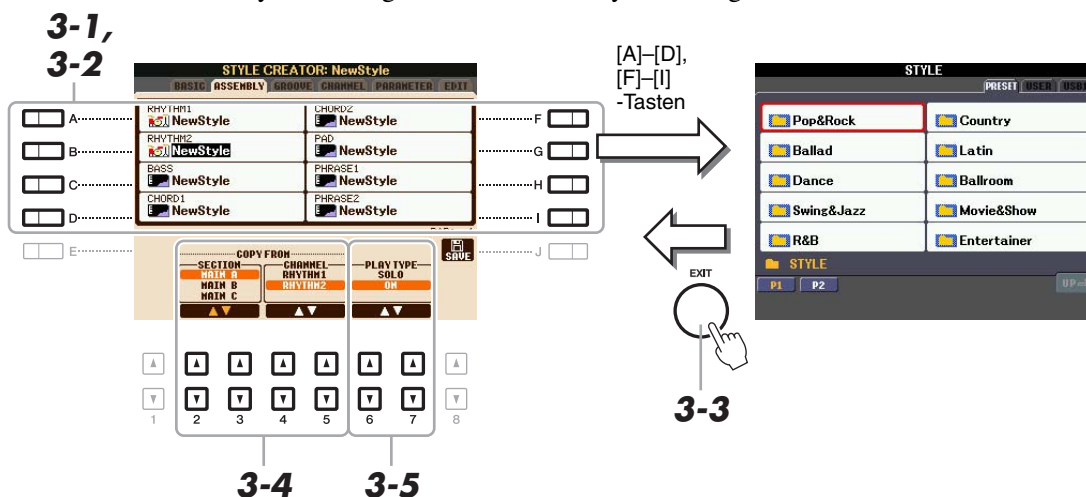 3-1,
3-2
[A]–[D],
[F]–[I]
-Tasten
STYLE CREATOR: NewStyle
BASIC ASSEMBLY GROOVE CHANNEL PARAMETER EDIT
A
RHYTHM1
NewStyle
CHORD2
NewStyle
F
B
RHYTHM2
NewStyle
PAD
NewStyle
G
C
BASS
NewStyle
PHRASE1
NewStyle
H
D
CHORD1
NewStyle
PHRASE2
NewStyle
I
E
J
SAVE
COPY FROM
SECTION
MAIN A
MAIN B
MAIN C
CHANNEL
RHYTHM1
RHYTHM2
PLAY TYPE
SOLO
ON
1 2 3 4 5 6 7 8
3-4
3-5
EXIT
3-3
STYLE
PRESET USER USB1
Pop&Rock Country
Ballad Latin
Dance Ballroom
Swing&Jazz Movie&Show
R&B Entertainer
STYLE
P1 P2
UP